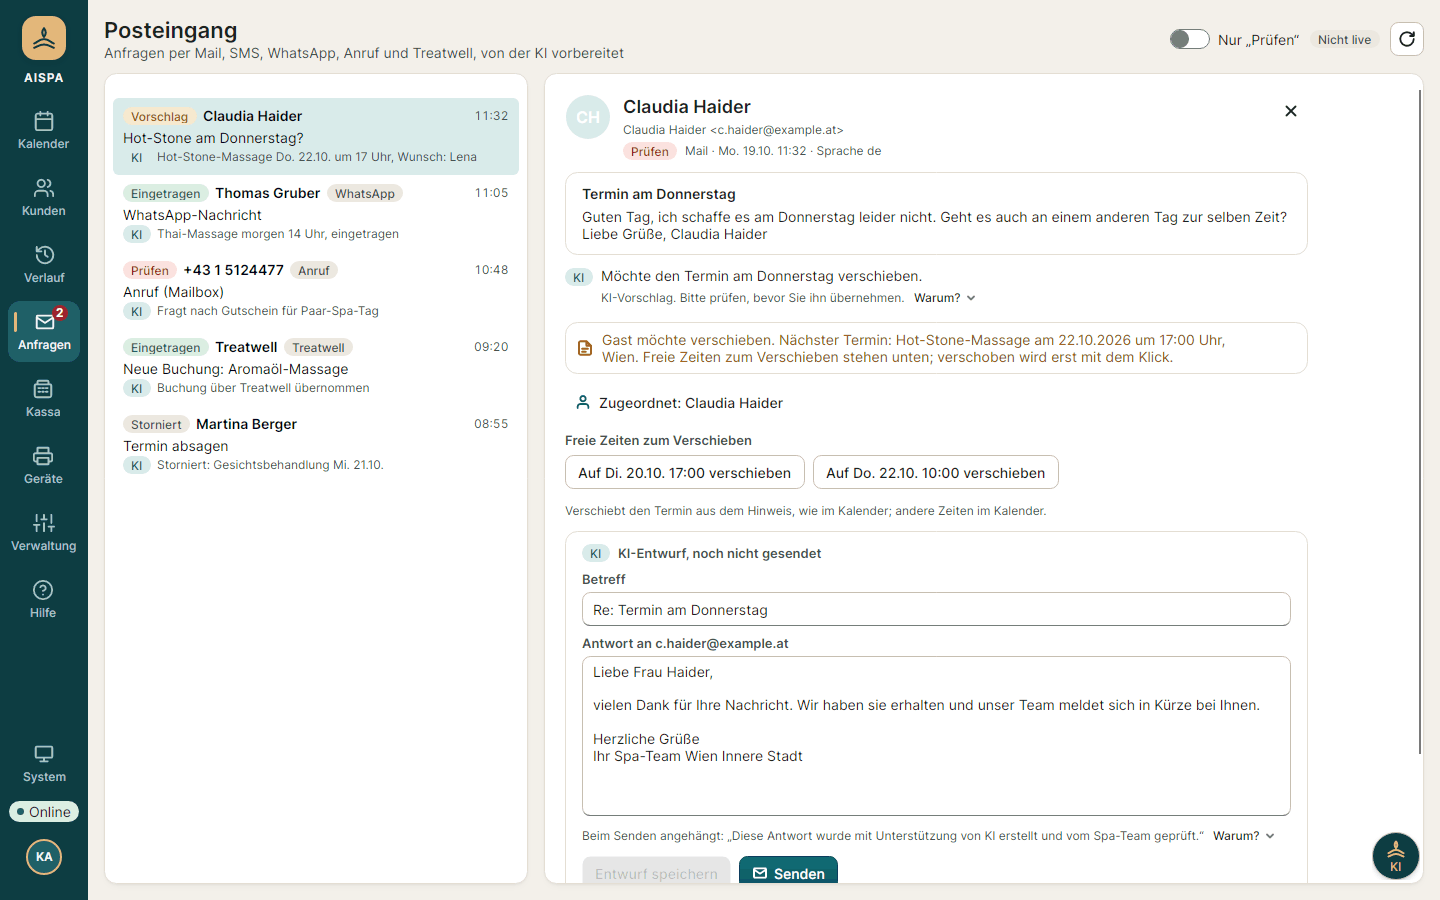 AISPA
Kalender
Kunden
Verlauf
2
Anfragen
Kassa
Geräte
Verwaltung
Hilfe
System
Online
KA
Posteingang
Anfragen per Mail, SMS, WhatsApp, Anruf und Treatwell, von der KI vorbereitet
Nur „Prüfen“ Nicht live
Vorschlag Claudia Haider 11:32
Hot-Stone am Donnerstag?
KI Hot-Stone-Massage Do. 22.10. um 17 Uhr, Wunsch: Lena
Eingetragen Thomas Gruber WhatsApp 11:05
WhatsApp-Nachricht
KI Thai-Massage morgen 14 Uhr, eingetragen
Prüfen +43 1 5124477 Anruf 10:48
Anruf (Mailbox)
KI Fragt nach Gutschein für Paar-Spa-Tag
Eingetragen Treatwell Treatwell 09:20
Neue Buchung: Aromaöl-Massage
KI Buchung über Treatwell übernommen
Storniert Martina Berger 08:55
Termin absagen
KI Storniert: Gesichtsbehandlung Mi. 21.10.
CH
Claudia Haider
Claudia Haider <c.haider@example.at>
Prüfen Mail · Mo. 19.10. 11:32 · Sprache de
Termin am Donnerstag
Guten Tag, ich schaffe es am Donnerstag leider nicht. Geht es auch an einem anderen Tag zur selben Zeit?
Liebe Grüße, Claudia Haider
KI Möchte den Termin am Donnerstag verschieben.
KI-Vorschlag. Bitte prüfen, bevor Sie ihn übernehmen. Warum?
Gast möchte verschieben. Nächster Termin: Hot-Stone-Massage am 22.10.2026 um 17:00 Uhr,
Wien. Freie Zeiten zum Verschieben stehen unten; verschoben wird erst mit dem Klick.
Zugeordnet: Claudia Haider
Freie Zeiten zum Verschieben
Auf Di. 20.10. 17:00 verschieben Auf Do. 22.10. 10:00 verschieben
Verschiebt den Termin aus dem Hinweis, wie im Kalender; andere Zeiten im Kalender.
KI KI-Entwurf, noch nicht gesendet
Betreff
Re: Termin am Donnerstag
Antwort an c.haider@example.at
Liebe Frau Haider,
vielen Dank für Ihre Nachricht. Wir haben sie erhalten und unser Team meldet sich in Kürze bei Ihnen.
Herzliche Grüße
Ihr Spa-Team Wien Innere Stadt
Beim Senden angehängt: „Diese Antwort wurde mit Unterstützung von KI erstellt und vom Spa-Team geprüft.“ Warum?
Entwurf speichern Senden
KI